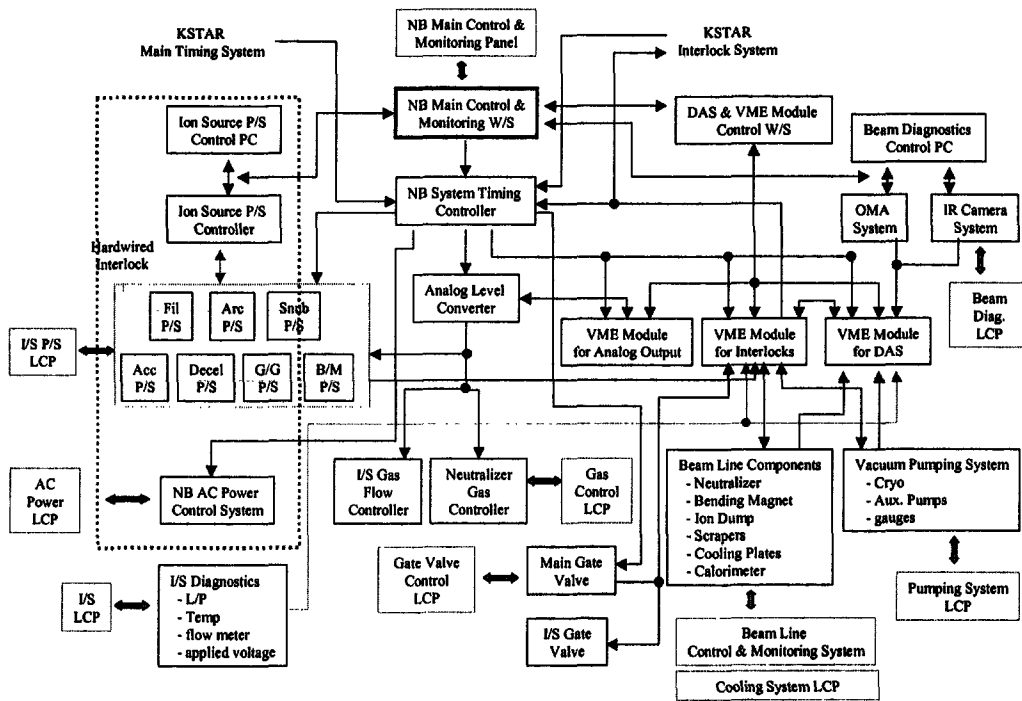 NB Main Control &
Monitoring Panel
KSTAR
Main Timing System
KSTAR
Interlock System
NB Main Control &
Monitoring W/S
DAS & VME Module
Control W/S
Ion Source P/S
Control PC
Beam Diagnostics
Control PC
NB System Timing
Controller
Ion Source P/S
Controller
OMA
System
IR Camera
System
Hardwired
Interlock
Analog Level
Converter
Fil
P/S
Arc
P/S
Snub
P/S
VME Module
for Analog Output
VME Module
for Interlocks
VME Module
for DAS
Beam
Diag.
LCP
I/S P/S
LCP
Acc
P/S
Decel
P/S
G/G
P/S
B/M
P/S
AC
Power
LCP
NB AC Power
Control System
I/S Gas
Flow
Controller
Neutralizer
Gas
Controller
Gas
Control
LCP
Beam Line Components
- Neutralizer
- Bending Magnet
- Ion Dump
- Scrapers
- Cooling Plates
- Calorimeter
Vacuum Pumping System
- Cryo
- Aux. Pumps
- gauges
Gate Valve
Control
LCP
Main Gate
Valve
I/S
LCP
I/S Diagnostics
- L/P
- Temp
- flow meter
- applied voltage
Pumping System
LCP
I/S Gate
Valve
Beam Line
Control & Monitoring System
Cooling System LCP